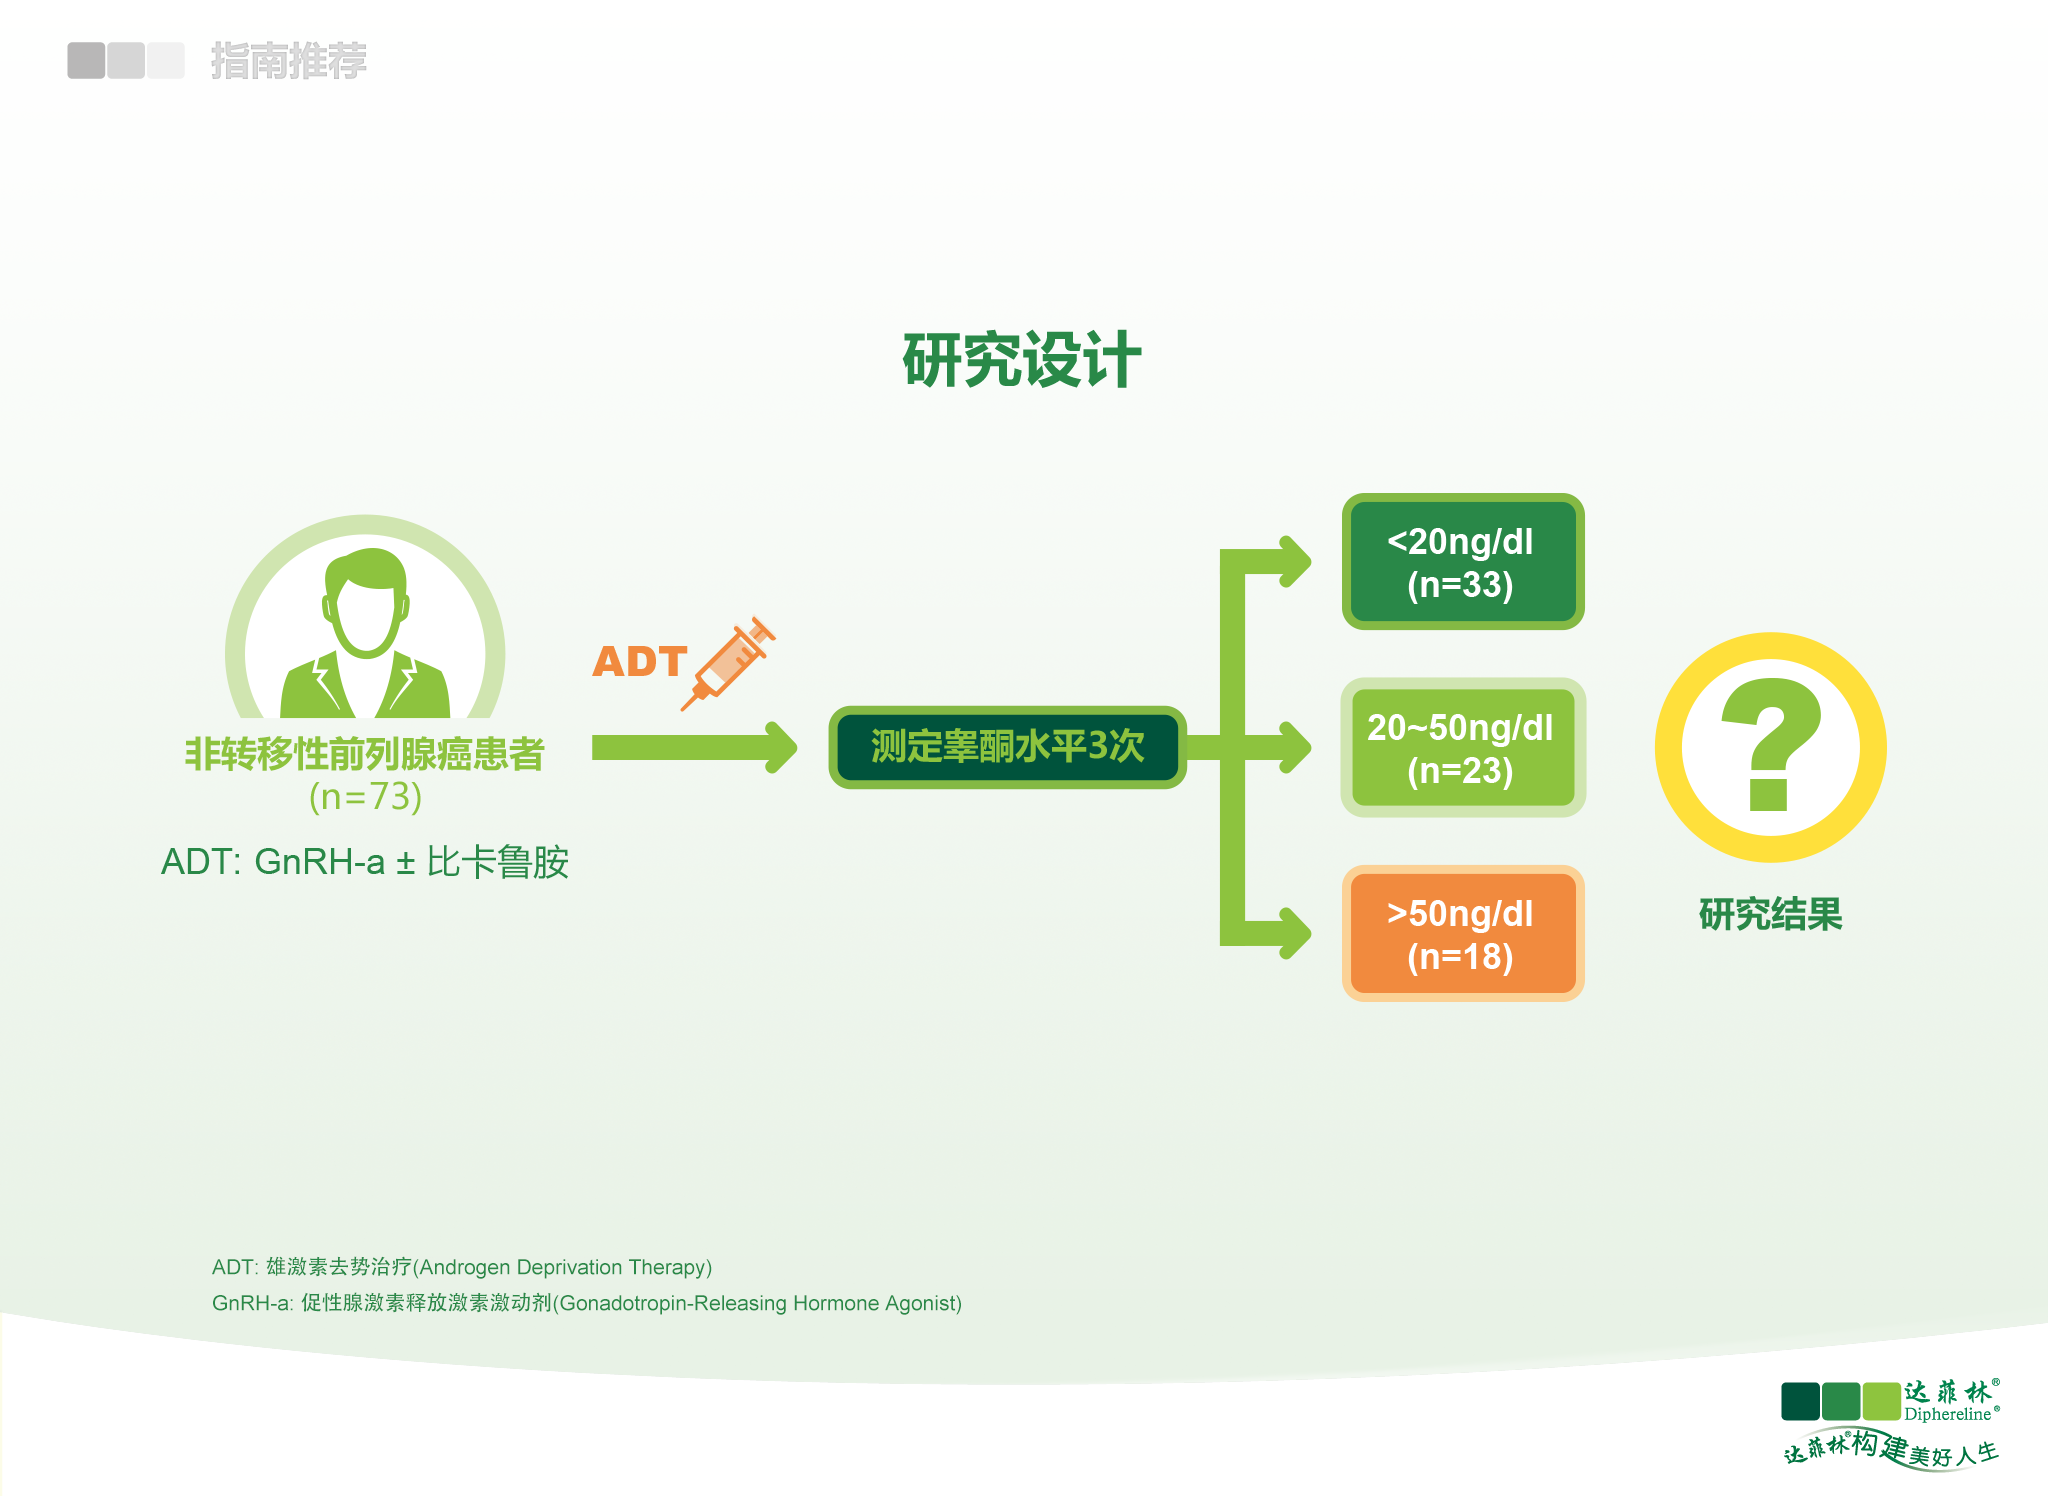 指南推荐
研究设计
非转移性前列腺癌患者
(n=73)
ADT: GnRH-a ± 比卡鲁胺
ADT
测定睾酮水平3次
<20ng/dl
(n=33)
20~50ng/dl
(n=23)
>50ng/dl
(n=18)
?
研究结果
ADT: 雄激素去势治疗(Androgen Deprivation Therapy)
GnRH-a: 促性腺激素释放激素激动剂(Gonadotropin-Releasing Hormone Agonist)
达菲林®
Diphereline®
达菲林®构建美好人生